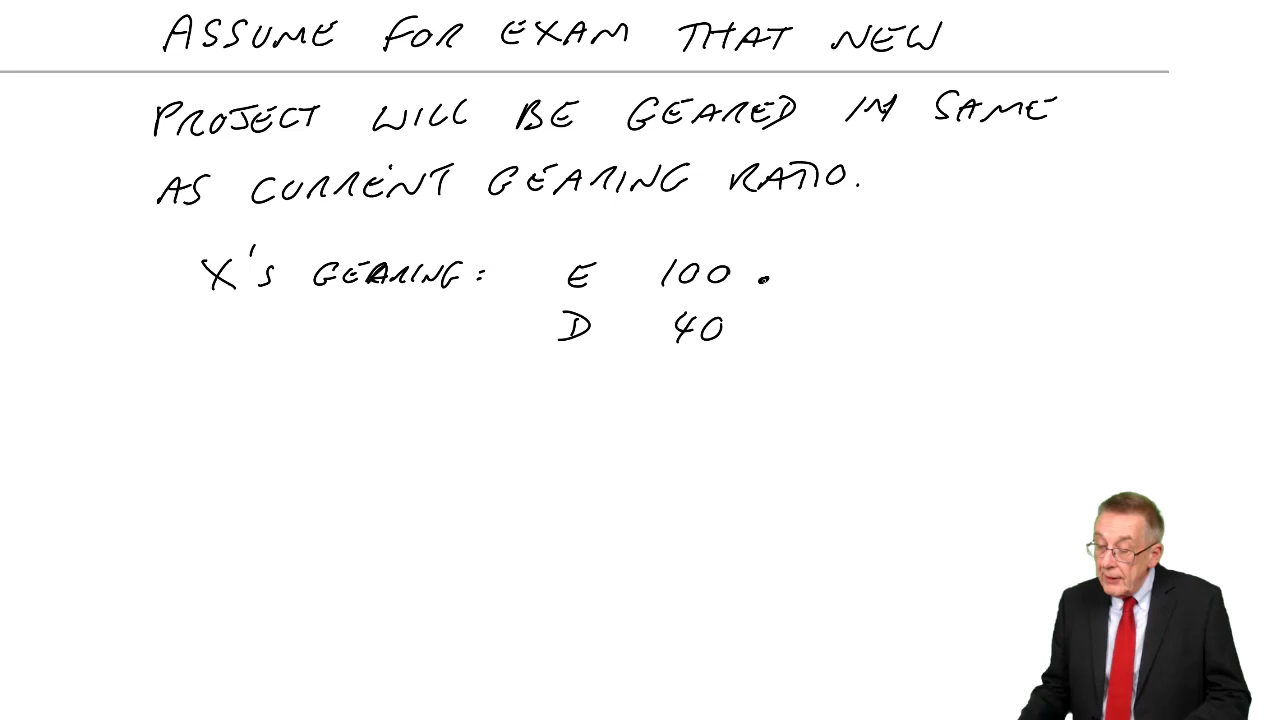 ASSUME FOR EXAM THAT NEW
PROJECT WILL BE GEARED IN SAME
AS CURRENT GEARING RATIO.
X'S GEARING: E 100 .
D 40